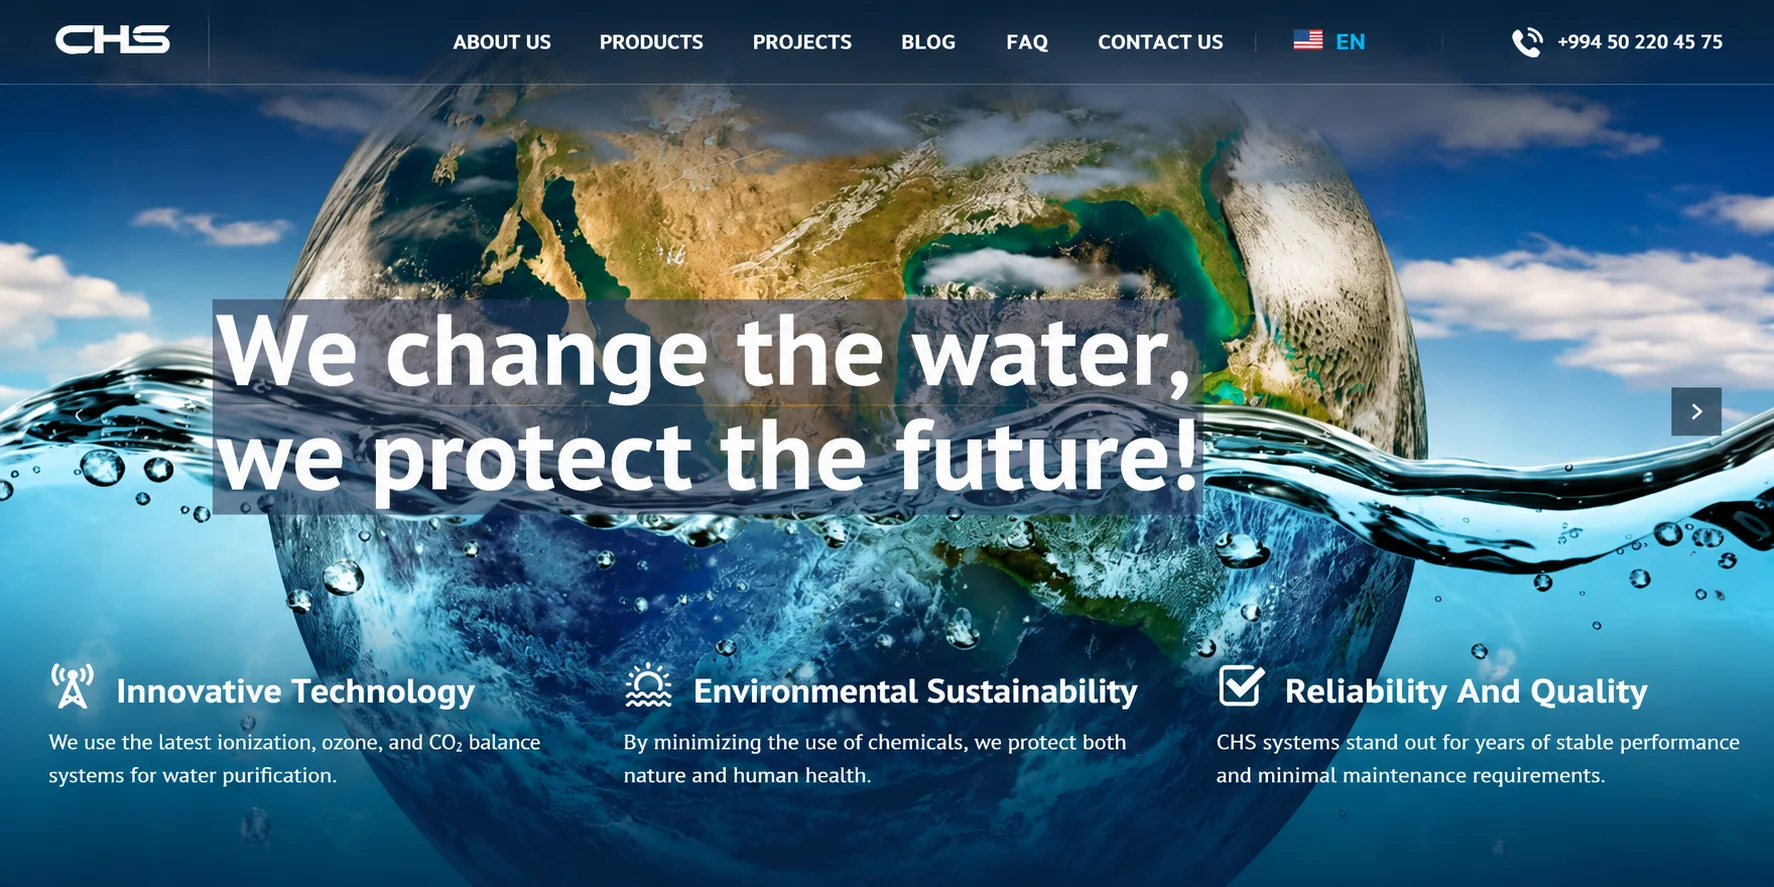 CHS
ABOUT US
PRODUCTS
PROJECTS
BLOG
FAQ
CONTACT US
EN
+994 50 220 45 75
We change the water,
we protect the future!
Innovative Technology
We use the latest ionization, ozone, and CO₂ balance
systems for water purification.
Environmental Sustainability
By minimizing the use of chemicals, we protect both
nature and human health.
Reliability And Quality
CHS systems stand out for years of stable performance
and minimal maintenance requirements.